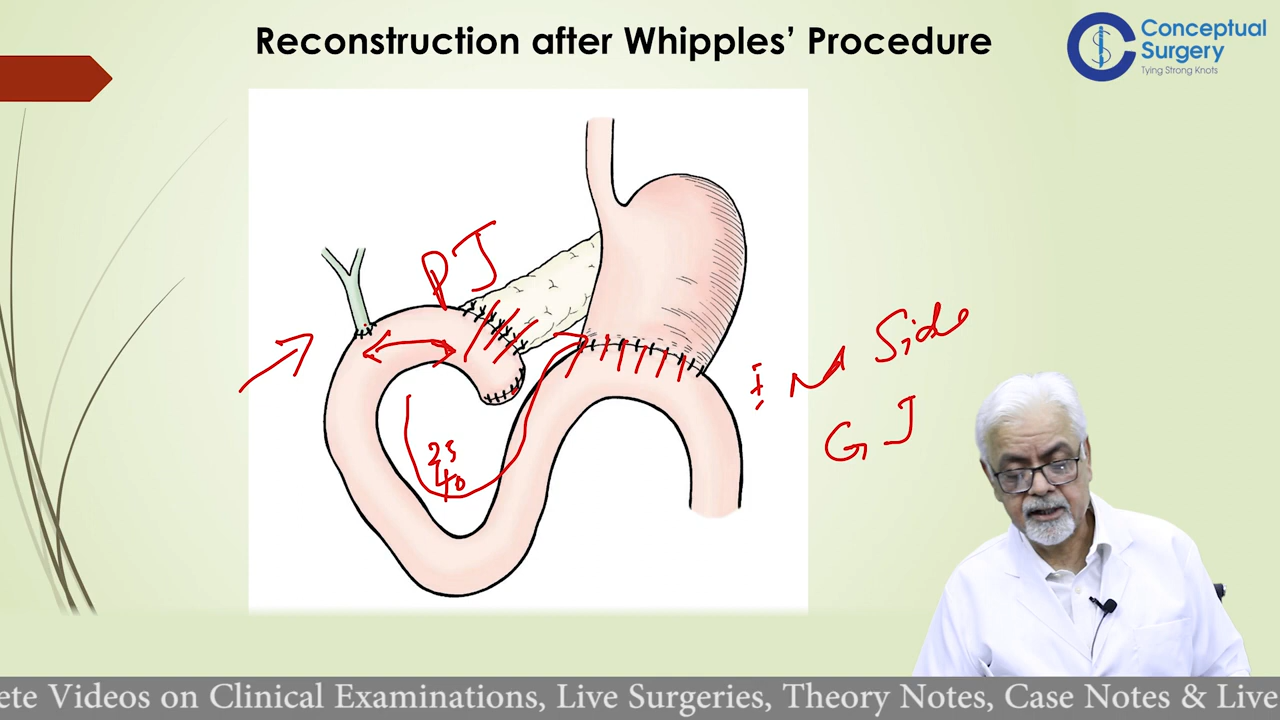 Reconstruction after Whipples’ Procedure
Conceptual
Surgery
Tying Strong Knots
PJ
Side
GJ
25
40
ete Videos on Clinical Examinations, Live Surgeries, Theory Notes, Case Notes & Live